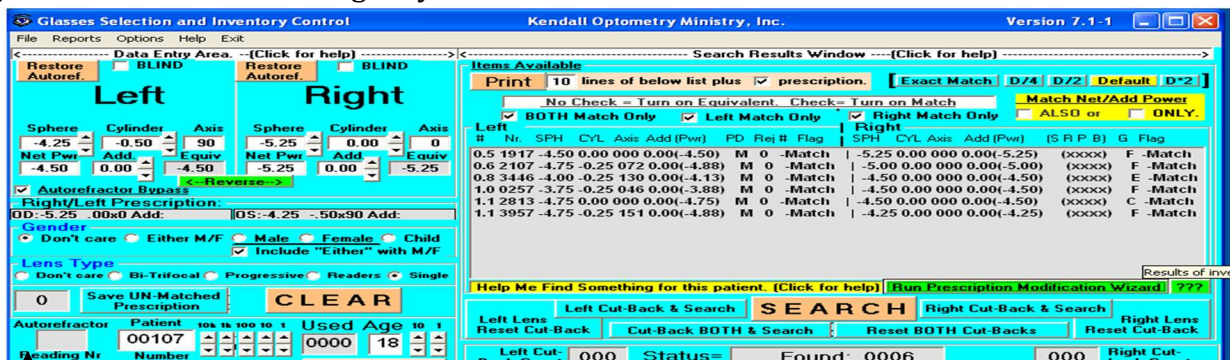 Glasses Selection and Inventory Control Kendall Optometry Ministry, Inc. Version 7.1-1
File Reports Options Help Exit
<--------------- Data Entry Area. --(Click for help) --------------->
Restore Autoref. BLIND Restore Autoref. BLIND
Left Right
Sphere Cylinder Axis Sphere Cylinder Axis
-4.25 -0.50 90 -5.25 0.00 0
Net Pwr Add. Equiv Net Pwr Add. Equiv
-4.50 0.00 -4.50 -5.25 0.00 -5.25
<--Reverse-->
Autorefractor Bypass
Right/Left Prescription:
OD:-5.25 .00x0 Add: OS:-4.25 -.50x90 Add:
Gender
Don't care Either M/F Male Female Child
Include "Either" with M/F
Lens Type
Don't care Bi-Trifocal Progressive Readers Single
0 Save UN-Matched Prescription CLEAR
Autorefractor Patient 10k 1k 100 10 1 Used Age 10 1
00107 0000 18
Reading Nr Number
<--------------- Search Results Window ----(Click for help) --------------->
Items Available
Print 10 lines of below list plus prescription. [ Exact Match D/4 D/2 Default D*2 ]
No Check = Turn on Equivalent. Check= Turn on Match Match Net/Add Power
BOTH Match Only Left Match Only Right Match Only ALSO or ONLY.
Left Right
# Nr. SPH CYL Axis Add (Pwr) PD Rej # Flag | SPH CYL Axis Add (Pwr) (S R P B) G Flag
0.5 1917 -4.50 0.00 000 0.00(-4.50) M 0 -Match | -5.25 0.00 000 0.00(-5.25) (xxxx) F -Match
0.6 2107 -4.75 -0.25 072 0.00(-4.88) M 0 -Match | -5.00 0.00 000 0.00(-5.00) (xxxx) F -Match
0.8 3446 -4.00 -0.25 130 0.00(-4.13) M 0 -Match | -4.50 0.00 000 0.00(-4.50) (xxxx) E -Match
1.0 0257 -3.75 -0.25 046 0.00(-3.88) M 0 -Match | -4.50 0.00 000 0.00(-4.50) (xxxx) F -Match
1.1 2813 -4.75 0.00 000 0.00(-4.75) M 0 -Match | -4.50 0.00 000 0.00(-4.50) (xxxx) C -Match
1.1 3957 -4.75 -0.25 151 0.00(-4.88) M 0 -Match | -4.25 0.00 000 0.00(-4.25) (xxxx) F -Match
Results of
Help Me Find Something for this patient. (Click for help) Run Prescription Modification Wizard ???
Left Cut-Back & Search SEARCH Right Cut-Back & Search
Left Lens Reset Cut-Back Cut-Back BOTH & Search Reset BOTH Cut-Backs Right Lens Reset Cut-Back
Left Cut- 000 Status= Found: 0006 000 Right Cut-